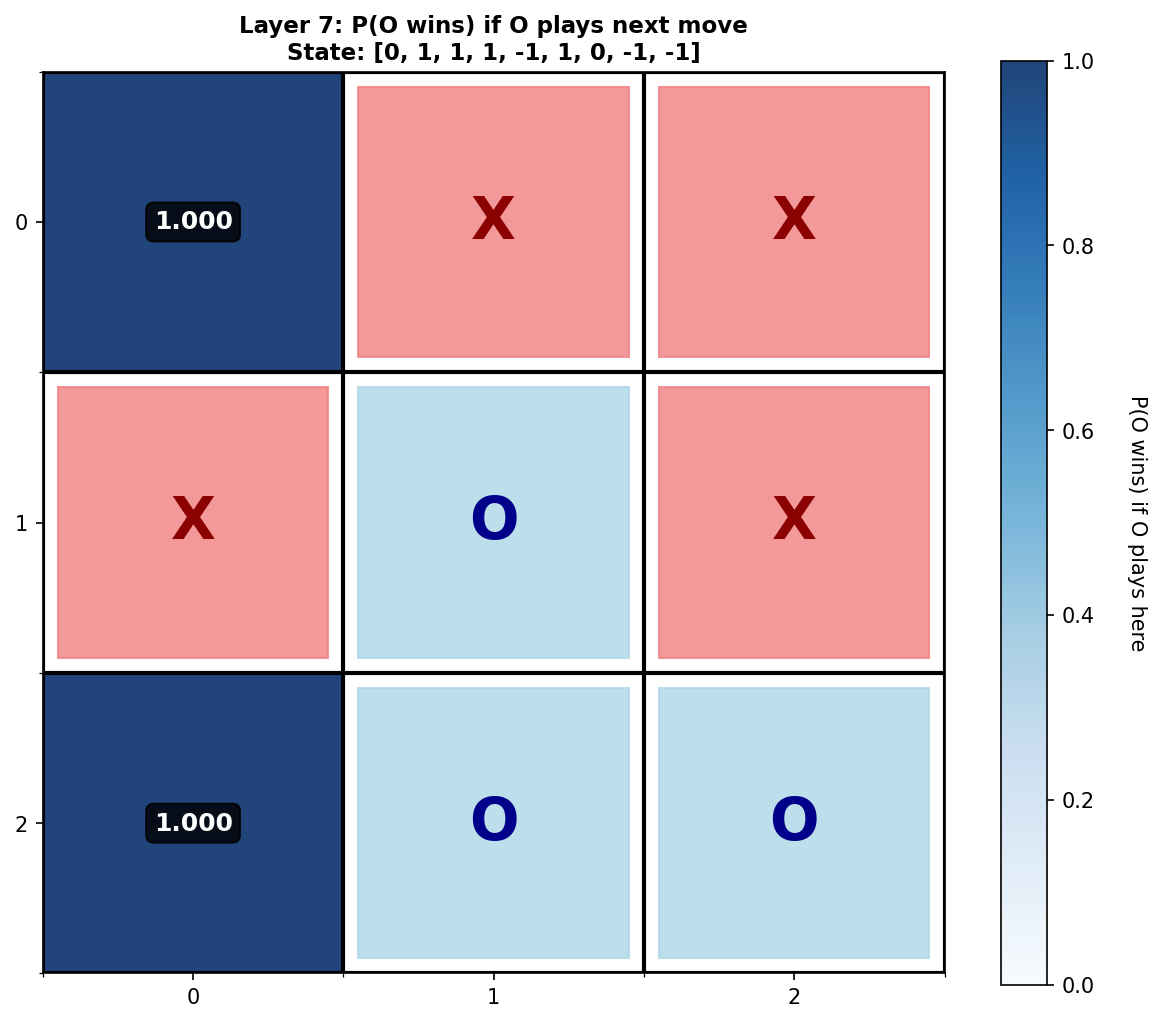 Layer 7: P(O wins) if O plays next move
State: [0, 1, 1, 1, -1, 1, 0, -1, -1]
0
1.000
X
X
1
X
O
X
2
1.000
O
O
0
1
2
1.0
0.8
0.6
0.4
0.2
0.0
P(O wins) if O plays here